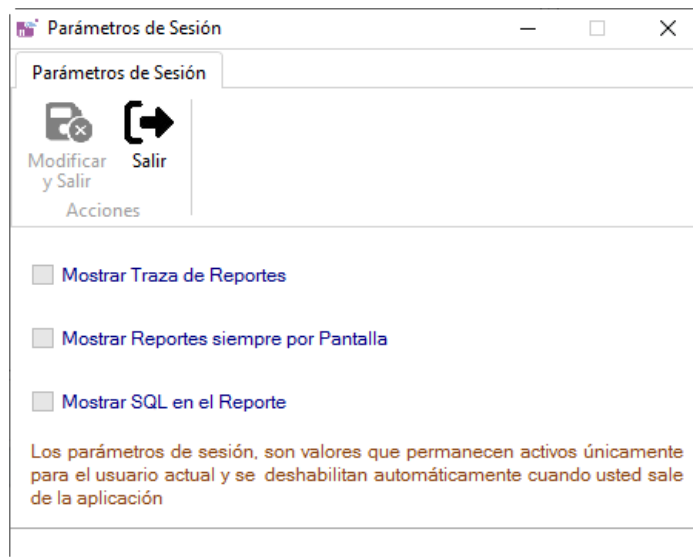 Parámetros de Sesión
Parámetros de Sesión
Modificar
y Salir
Salir
Acciones
Mostrar Traza de Reportes
Mostrar Reportes siempre por Pantalla
Mostrar SQL en el Reporte
Los parámetros de sesión, son valores que permanecen activos únicamente
para el usuario actual y se deshabilitan automáticamente cuando usted sale
de la aplicación